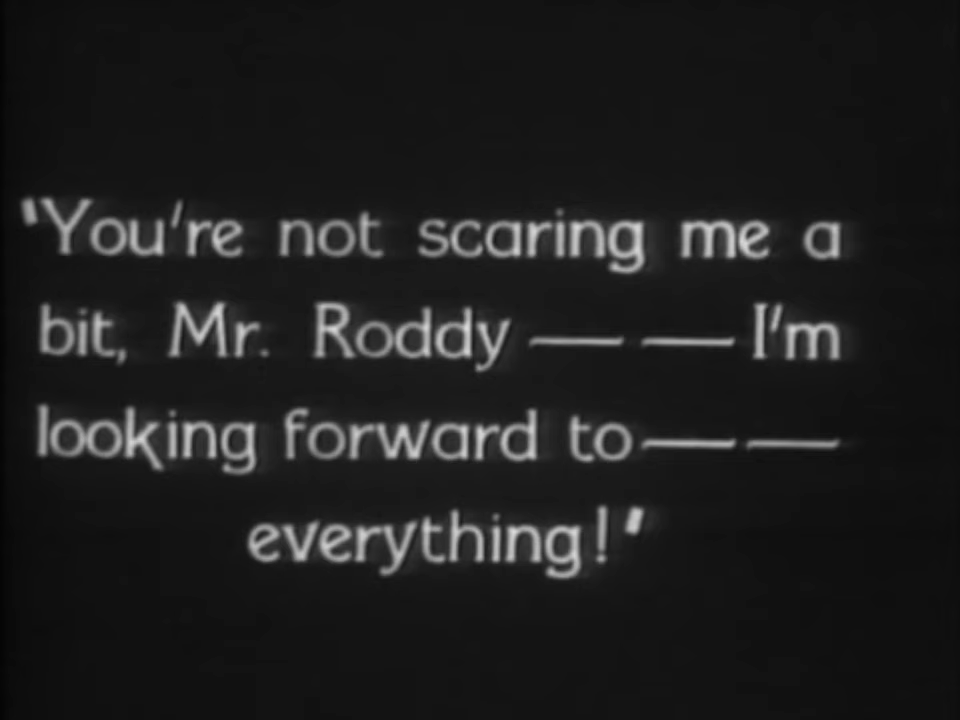 "You're not scaring me a
bit, Mr. Roddy — — I'm
looking forward to — —
everything!"